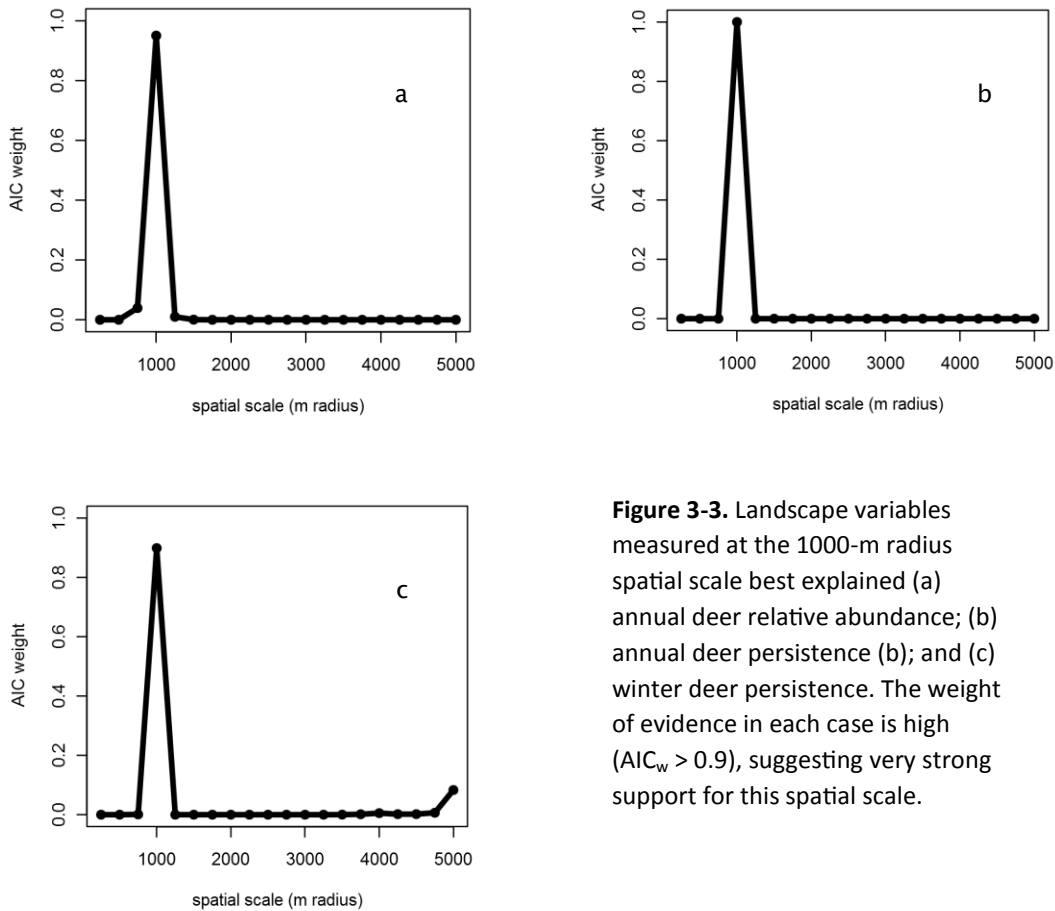 1.0
0.8
0.6
0.4
0.2
0.0
AIC weight
a
1000 2000 3000 4000 5000
spatial scale (m radius)
1.0
0.8
0.6
0.4
0.2
0.0
AIC weight
b
1000 2000 3000 4000 5000
spatial scale (m radius)
1.0
0.8
0.6
0.4
0.2
0.0
AIC weight
c
1000 2000 3000 4000 5000
spatial scale (m radius)
Figure 3-3. Landscape variables
measured at the 1000-m radius
spatial scale best explained (a)
annual deer relative abundance; (b)
annual deer persistence (b); and (c)
winter deer persistence. The weight
of evidence in each case is high
(AICw > 0.9), suggesting very strong
support for this spatial scale.